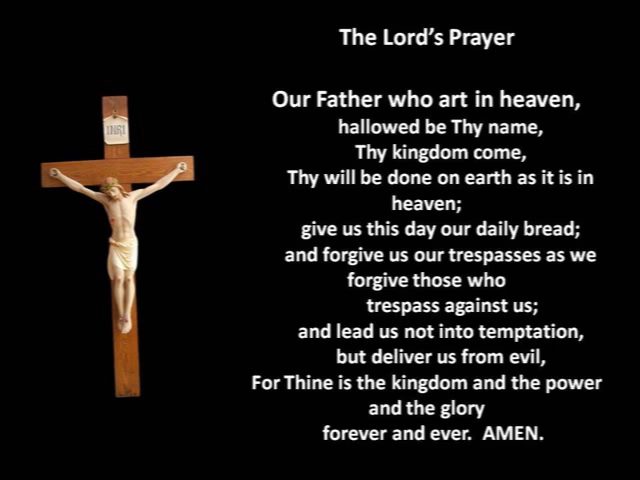 The Lord's Prayer
Our Father who art in heaven,
hallowed be Thy name,
Thy kingdom come,
Thy will be done on earth as it is in
heaven;
give us this day our daily bread;
and forgive us our trespasses as we
forgive those who
trespass against us;
and lead us not into temptation,
but deliver us from evil,
For Thine is the kingdom and the power
and the glory
forever and ever.  AMEN.
INRI